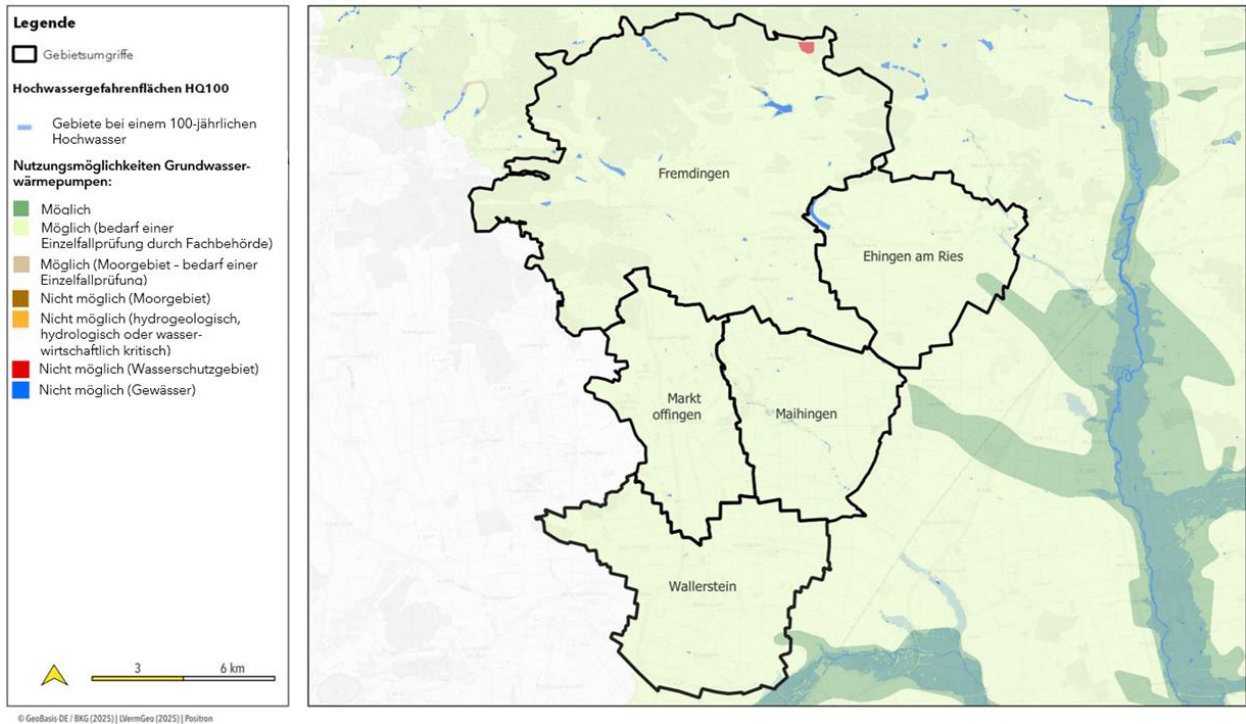 Legende
Gebietsumgriffe
Hochwassergefahrenflächen HQ100
Gebiete bei einem 100-jährlichen
Hochwasser
Nutzungsmöglichkeiten Grundwasser-
wärmepumpen:
Möglich
Möglich (bedarf einer
Einzelfallprüfung durch Fachbehörde)
Möglich (Moorgebiet - bedarf einer
Einzelfallprüfung)
Nicht möglich (Moorgebiet)
Nicht möglich (hydrogeologisch,
hydrologisch oder wasser-
wirtschaftlich kritisch)
Nicht möglich (Wasserschutzgebiet)
Nicht möglich (Gewässer)
3 6 km
© GeoBasis-DE / BKG (2025) | LVermGeo (2025) | Positron
Fremdingen
Ehingen am Ries
Markt
offingen
Maihingen
Wallerstein